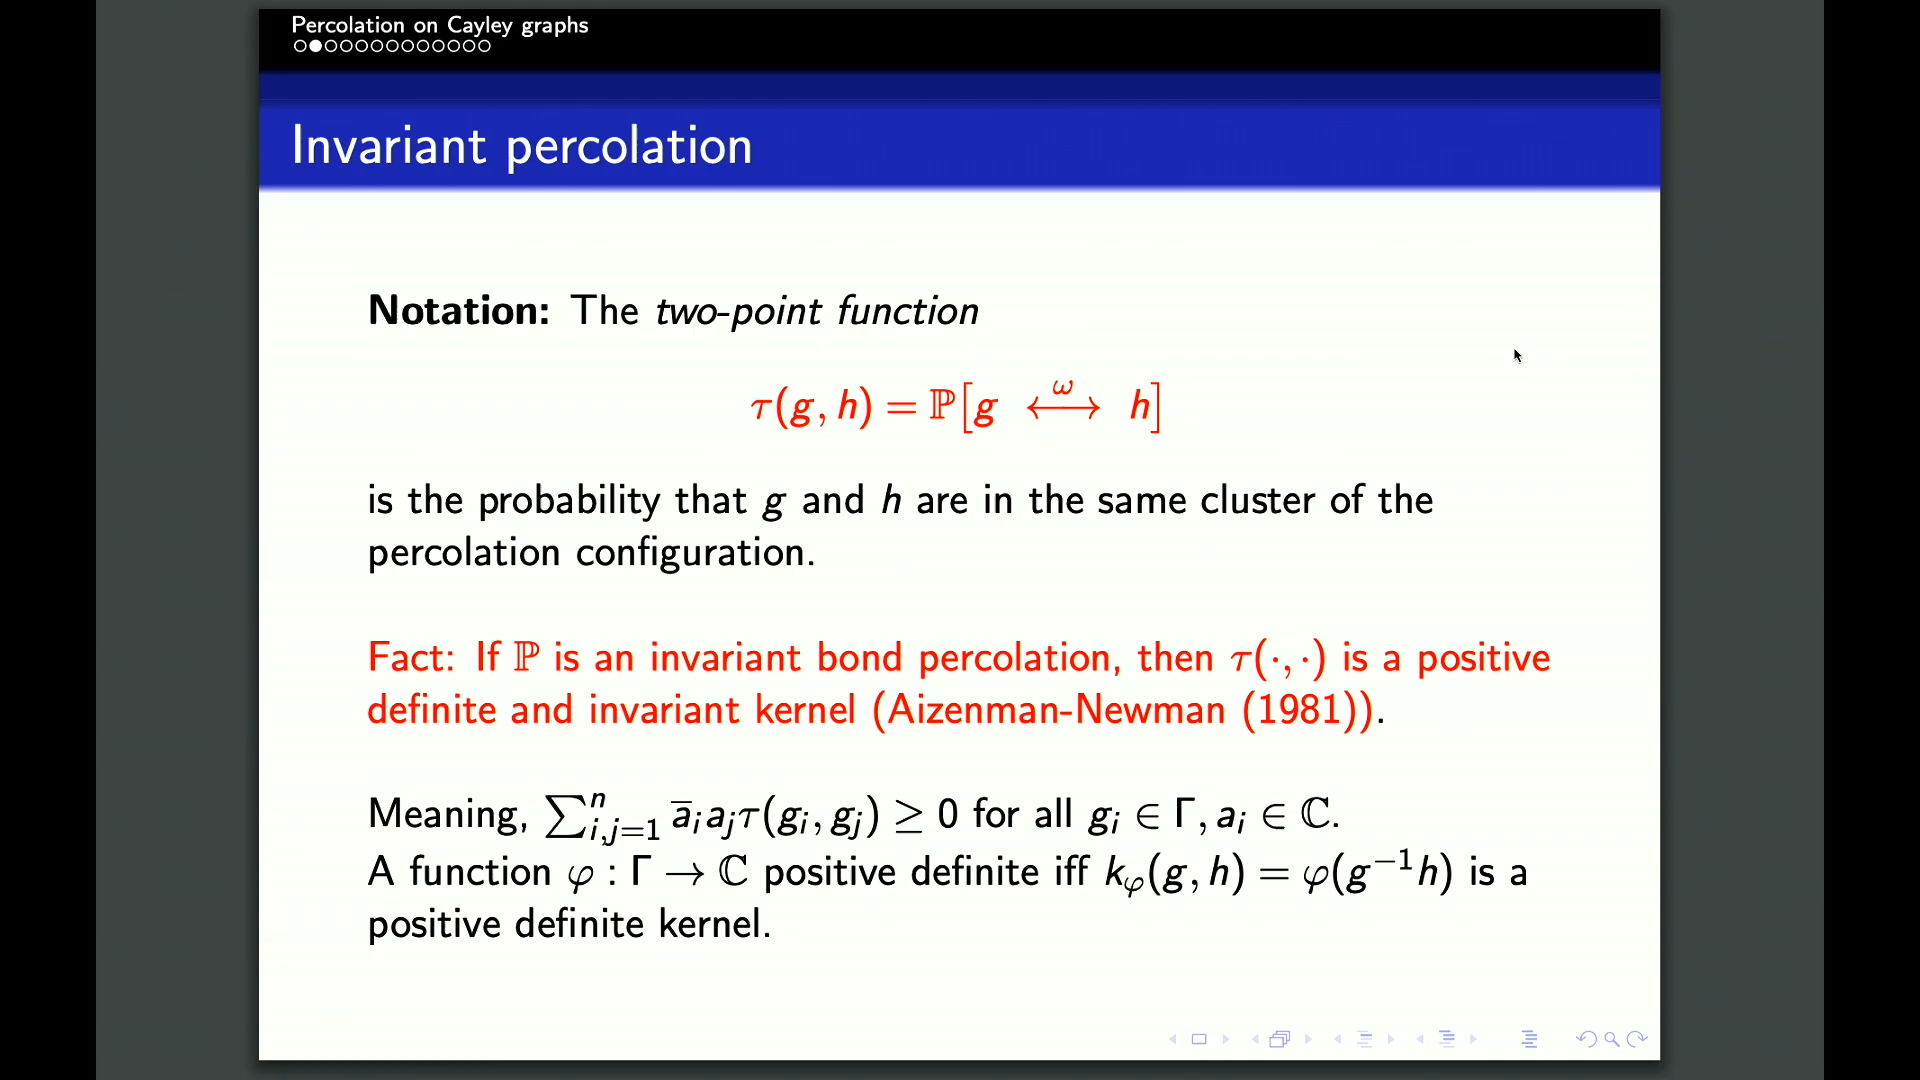 Percolation on Cayley graphs
Invariant percolation
Notation: The two-point function
τ(g, h) = ℙ[g ⟷^ω h]
is the probability that g and h are in the same cluster of the
percolation configuration.
Fact: If ℙ is an invariant bond percolation, then τ(·, ·) is a positive
definite and invariant kernel (Aizenman-Newman (1981)).
Meaning, ∑ⁿ_{i,j=1} a̅ᵢaⱼτ(gᵢ, gⱼ) ≥ 0 for all gᵢ ∈ Γ, aᵢ ∈ ℂ.
A function φ : Γ → ℂ positive definite iff k_φ(g, h) = φ(g⁻¹h) is a
positive definite kernel.